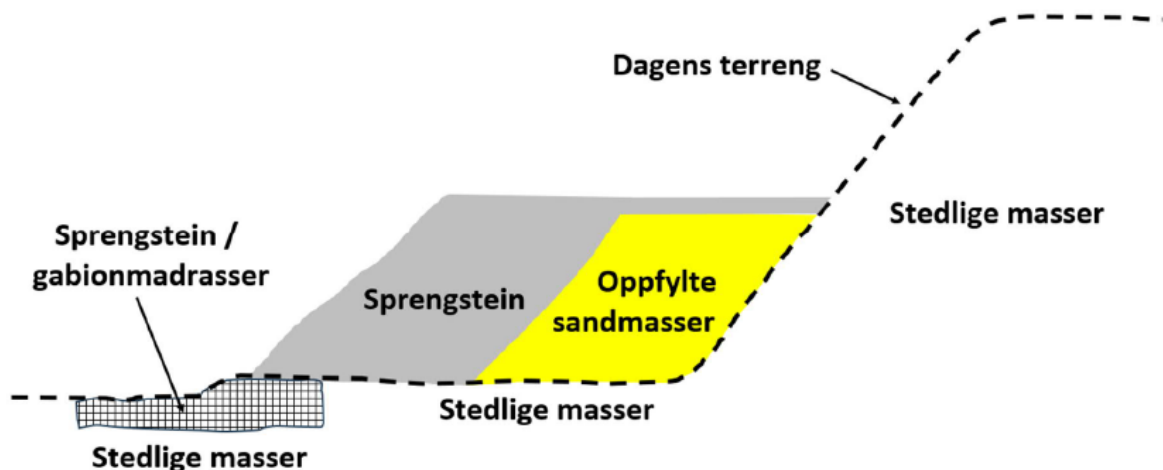 Dagens terreng
Stedlige masser
Sprengstein /
gabionmadrasser
Sprengstein
Oppfylte
sandmasser
Stedlige masser
Stedlige masser